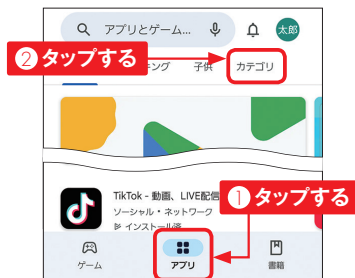 アプリとゲーム...
太郎
②タップする
キング
子供
カテゴリ
TikTok - 動画、LIVE配信
ソーシャル・ネットワーク
インストール済
①タップする
ゲーム
アプリ
書籍